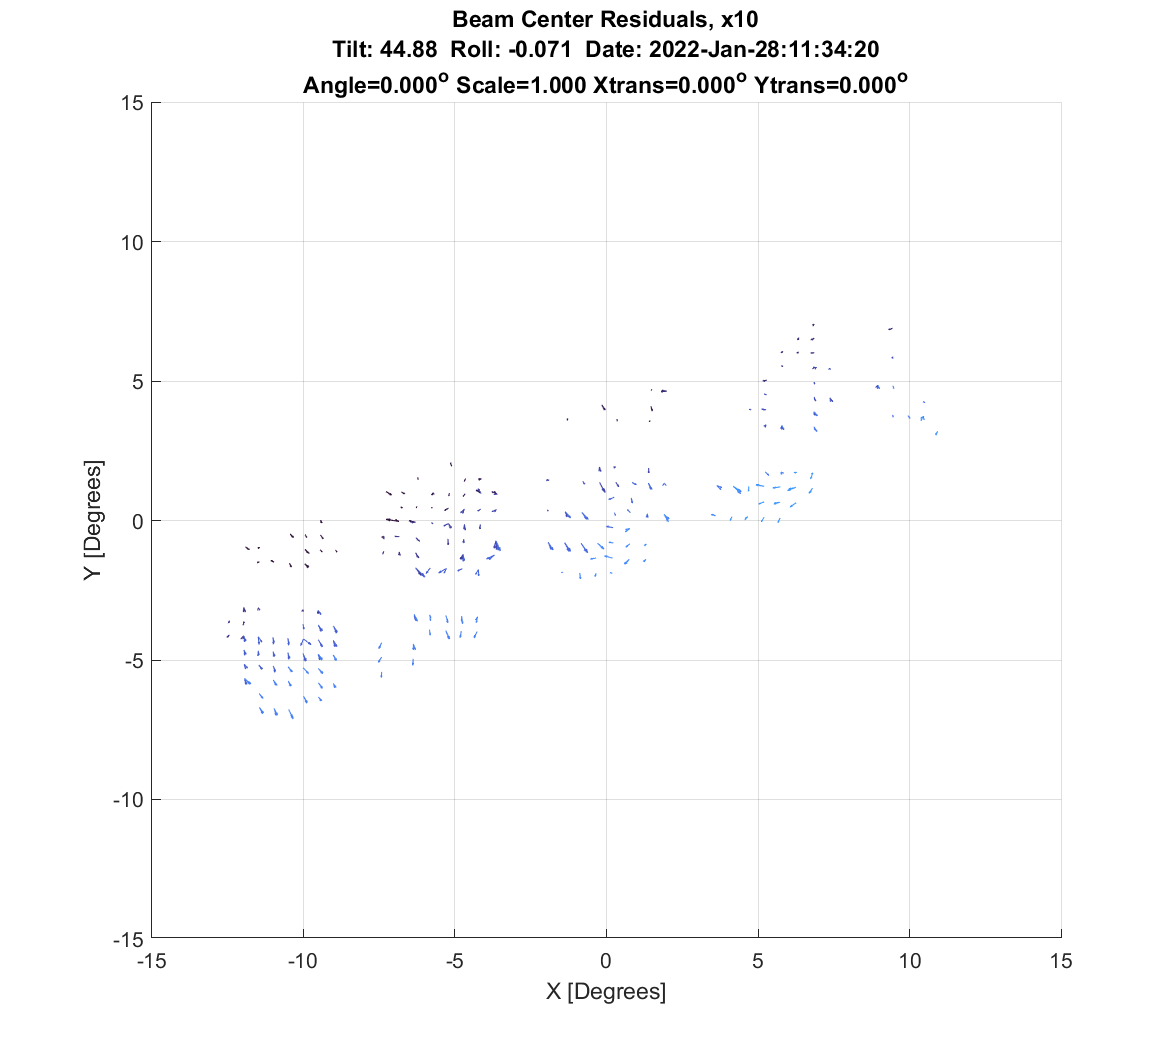 Beam Center Residuals, x10
Tilt: 44.88 Roll: -0.071 Date: 2022-Jan-28:11:34:20
Angle=0.000° Scale=1.000 Xtrans=0.000° Ytrans=0.000°
15
10
5
0
-5
-10
-15
Y [Degrees]
-15 -10 -5 0 5 10 15
X [Degrees]